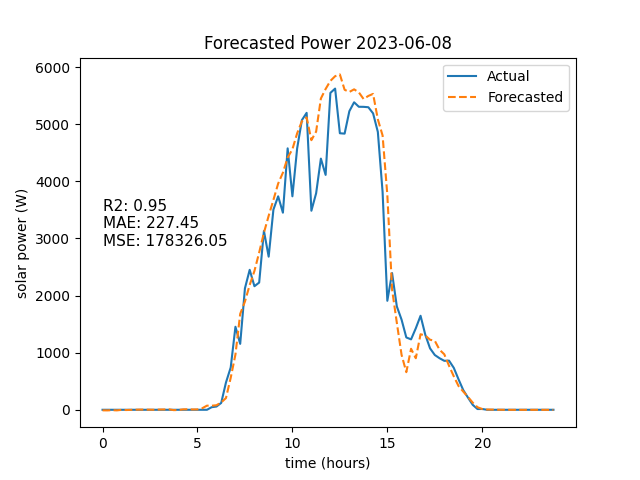 Forecasted Power 2023-06-08
Actual
Forecasted
6000
5000
4000
3000
2000
1000
0
solar power (W)
R2: 0.95
MAE: 227.45
MSE: 178326.05
0 5 10 15 20
time (hours)